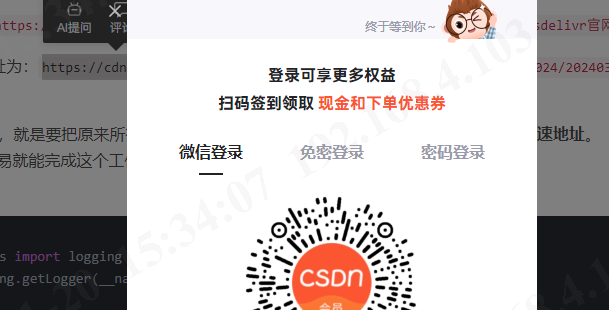 终于等到你~
https:/
sdelivr官网
AI提问 评论
登录可享更多权益
扫码签到领取 现金和下单优惠券
址为： https://cdn
024/202403
，就是要把原来所
速地址。
易就能完成这个工作
微信登录 免密登录 密码登录
s import logging
ng.getLogger(__na
CSDN
会员
15:34:07 192.168.4.103